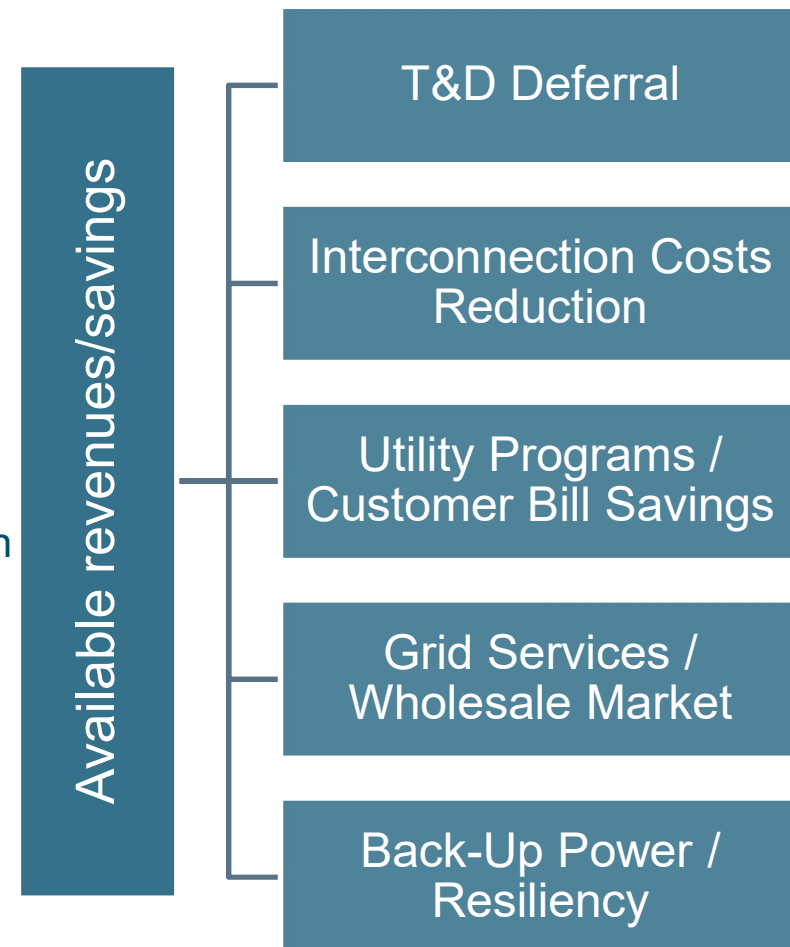 Available revenues/savings
T&D Deferral
Interconnection Costs
Reduction
Utility Programs /
Customer Bill Savings
Grid Services /
Wholesale Market
Back-Up Power /
Resiliency